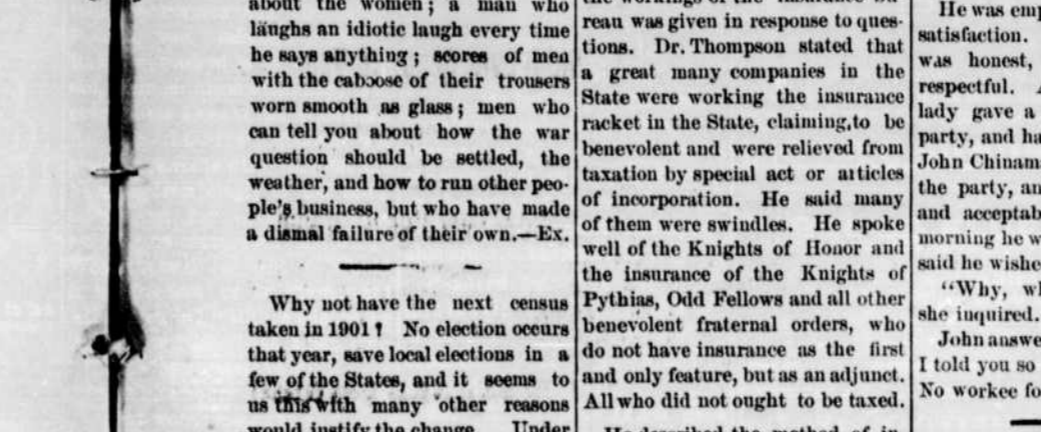 about the women; a man who
laughs an idiotic laugh every time
he says anything; scores of men
with the caboose of their trousers
worn smooth as glass; men who
can tell you about how the war
question should be settled, the
weather, and how to run other peo-
ple's business, but who have made
a dismal failure of their own.—Ex.
Why not have the next census
taken in 1901? No election occurs
that year, save local elections in a
few of the States, and it seems to
us this with many other reasons
would justify the change. Under
reau was given in response to ques-
tions. Dr. Thompson stated that
a great many companies in the
State were working the insurance
racket in the State, claiming to be
benevolent and were relieved from
taxation by special act or articles
of incorporation. He said many
of them were swindles. He spoke
well of the Knights of Honor and
the insurance of the Knights of
Pythias, Odd Fellows and all other
benevolent fraternal orders, who
do not have insurance as the first
and only feature, but as an adjunct.
All who did not ought to be taxed.
He described the method of in
He was emp
satisfaction.
was honest,
respectful.
lady gave a
party, and ha
John Chinam
the party, an
and acceptab
morning he w
said he wishe
"Why, wh
she inquired.
John answe
I told you so
No workee fo